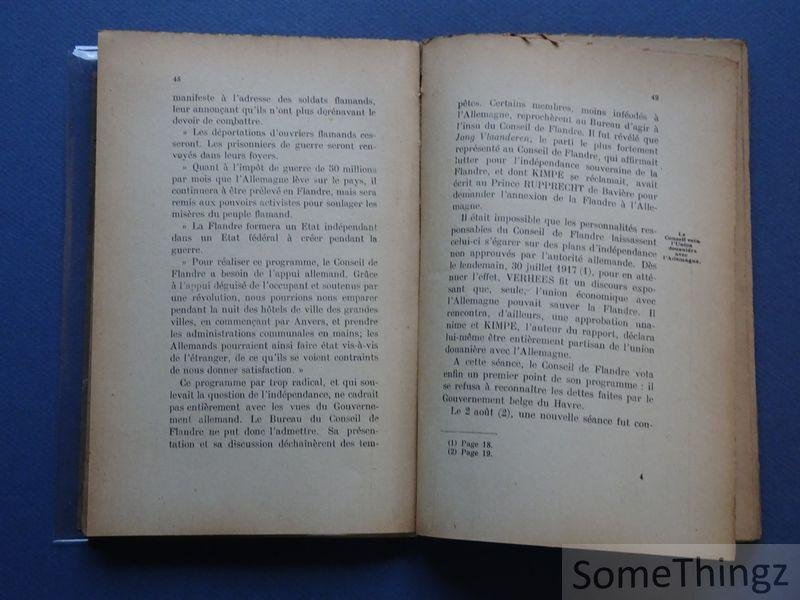 48
manifeste à l'adresse des soldats flamands,
leur annonçant qu'ils n'ont plus dorénavant le
devoir de combattre.
» Les déportations d'ouvriers flamands ces-
seront. Les prisonniers de guerre seront ren-
voyés dans leurs foyers.
» Quant à l'impôt de guerre de 50 millions
par mois que l'Allemagne lève sur le pays, il
continuera à être prélevé en Flandre, mais sera
remis aux pouvoirs activistes pour soulager les
misères du peuple flamand.
» La Flandre formera un Etat indépendant
dans un Etat fédéral à créer pendant la
guerre.
» Pour réaliser ce programme, le Conseil de
Flandre a besoin de l'appui allemand. Grâce
à l'appui déguisé de l'occupant et soutenus par
une révolution, nous pourrions nous emparer
pendant la nuit des hôtels de ville des grandes
villes, en commençant par Anvers, et prendre
les administrations communales en mains; les
Allemands pourraient ainsi faire état vis-à-vis
de l'étranger, de ce qu'ils se voient contraints
de nous donner satisfaction. »
Ce programme par trop radical, et qui sou-
levait la question de l'indépendance, ne cadrait
pas entièrement avec les vues du Gouverne-
ment allemand. Le Bureau du Conseil de
Flandre ne put donc l'admettre. Sa présen-
tation et sa discussion déchaînèrent des tem-
49
pêtes. Certains membres, moins inféodés à
l'Allemagne, reprochèrent au Bureau d'agir à
l'insu du Conseil de Flandre. Il fut révélé que
Jong Vlaanderen, le parti le plus fortement
représenté au Conseil de Flandre, qui affirmait
lutter pour l'indépendance souveraine de la
Flandre, et dont KIMPE se réclamait, avait
écrit au Prince RUPPRECHT de Bavière pour
demander l'annexion de la Flandre à l'Alle-
magne.
Il était impossible que les personnalités res-
ponsables du Conseil de Flandre laissassent
celui-ci s'égarer sur des plans d'indépendance
non approuvés par l'autorité allemande. Dès
le lendemain, 30 juillet 1917 (1), pour en atté-
nuer l'effet, VERHEES fit un discours expo-
sant que, seule, l'union économique avec
l'Allemagne pouvait sauver la Flandre. Il
rencontra, d'ailleurs, une approbation una-
nime et KIMPE, l'auteur du rapport, déclara
lui-même être entièrement partisan de l'union
douanière avec l'Allemagne.
A cette séance, le Conseil de Flandre vota
enfin un premier point de son programme : il
se refusa à reconnaître les dettes faites par le
Gouvernement belge du Havre.
Le 2 août (2), une nouvelle séance fut con-
Le
Conseil vote
l'Union
douanière
avec
l'Allemagne.
(1) Page 18.
(2) Page 19.
4
SomeThingz